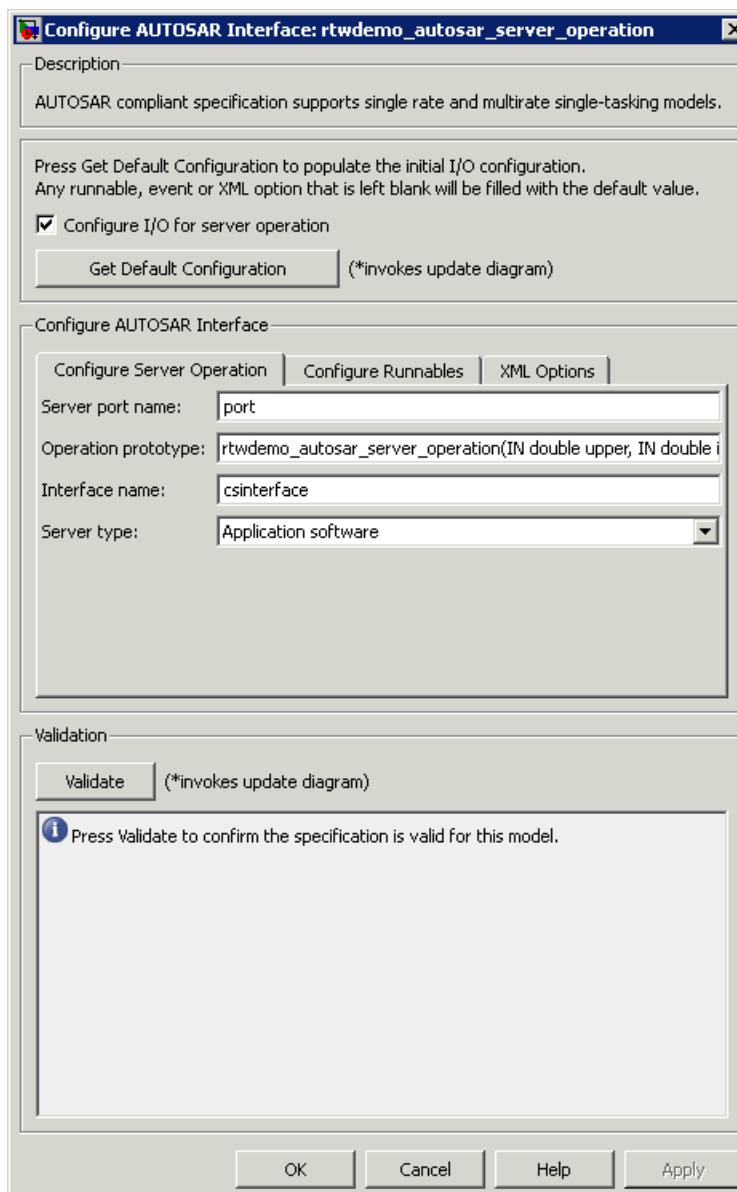 Configure AUTOSAR Interface: rtwdemo_autosar_server_operation
Description
AUTOSAR compliant specification supports single rate and multirate single-tasking models.
Press Get Default Configuration to populate the initial I/O configuration.
Any runnable, event or XML option that is left blank will be filled with the default value.
Configure I/O for server operation
Get Default Configuration (*invokes update diagram)
Configure AUTOSAR Interface
Configure Server Operation Configure Runnables XML Options
Server port name: port
Operation prototype: rtwdemo_autosar_server_operation(IN double upper, IN double i
Interface name: csinterface
Server type: Application software
Validation
Validate (*invokes update diagram)
Press Validate to confirm the specification is valid for this model.
OK Cancel Help Apply